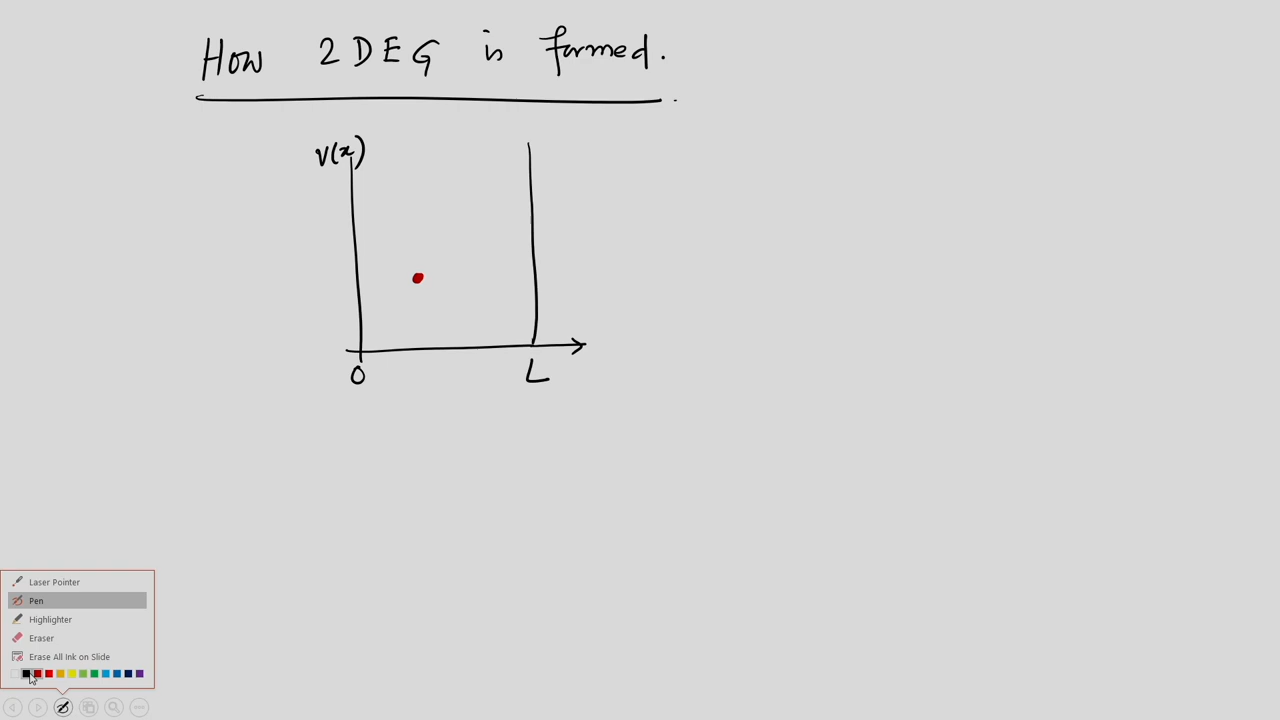 How 2DEG is formed.
V(x)
0 L
Laser Pointer
Pen
Highlighter
Eraser
Erase All Ink on Slide